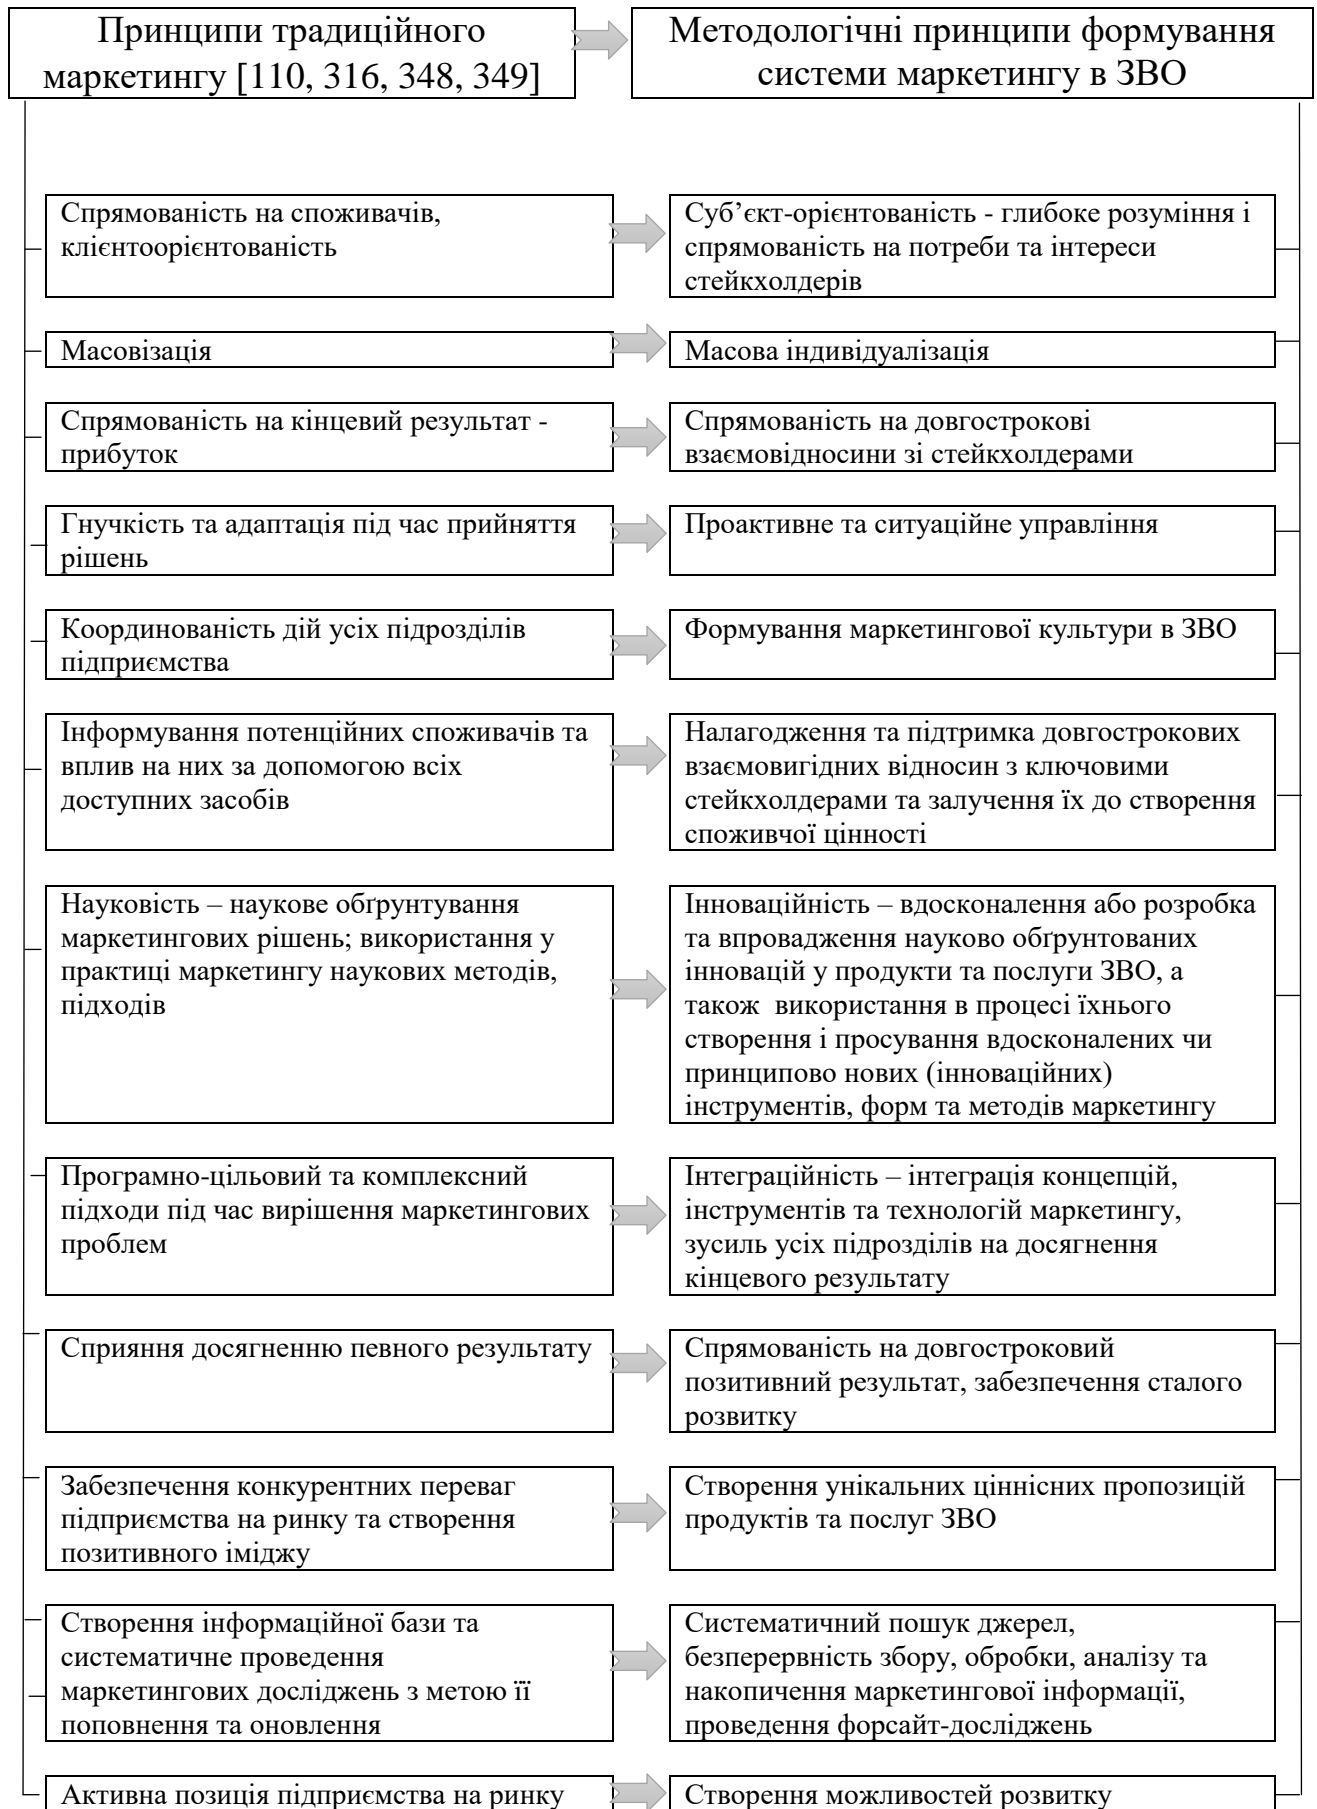 Принципи традиційного
маркетингу [110, 316, 348, 349]
Методологічні принципи формування
системи маркетингу в ЗВО
Спрямованість на споживачів,
клієнтоорієнтованість
Суб’єкт-орієнтованість - глибоке розуміння і
спрямованість на потреби та інтереси
стейкхолдерів
Масовізація
Масова індивідуалізація
Спрямованість на кінцевий результат -
прибуток
Спрямованість на довгострокові
взаємовідносини зі стейкхолдерами
Гнучкість та адаптація під час прийняття
рішень
Проактивне та ситуаційне управління
Координованість дій усіх підрозділів
підприємства
Формування маркетингової культури в ЗВО
Інформування потенційних споживачів та
вплив на них за допомогою всіх
доступних засобів
Налагодження та підтримка довгострокових
взаємовигідних відносин з ключовими
стейкхолдерами та залучення їх до створення
споживчої цінності
Науковість – наукове обґрунтування
маркетингових рішень; використання у
практиці маркетингу наукових методів,
підходів
Інноваційність – вдосконалення або розробка
та впровадження науково обґрунтованих
інновацій у продукти та послуги ЗВО, а
також використання в процесі їхнього
створення і просування вдосконалених чи
принципово нових (інноваційних)
інструментів, форм та методів маркетингу
Програмно-цільовий та комплексний
підходи під час вирішення маркетингових
проблем
Інтеграційність – інтеграція концепцій,
інструментів та технологій маркетингу,
зусиль усіх підрозділів на досягнення
кінцевого результату
Сприяння досягненню певного результату
Спрямованість на довгостроковий
позитивний результат, забезпечення сталого
розвитку
Забезпечення конкурентних переваг
підприємства на ринку та створення
позитивного іміджу
Створення унікальних ціннісних пропозицій
продуктів та послуг ЗВО
Створення інформаційної бази та
систематичне проведення
маркетингових досліджень з метою її
поповнення та оновлення
Систематичний пошук джерел,
безперервність збору, обробки, аналізу та
накопичення маркетингової інформації,
проведення форсайт-досліджень
Активна позиція підприємства на ринку
Створення можливостей розвитку